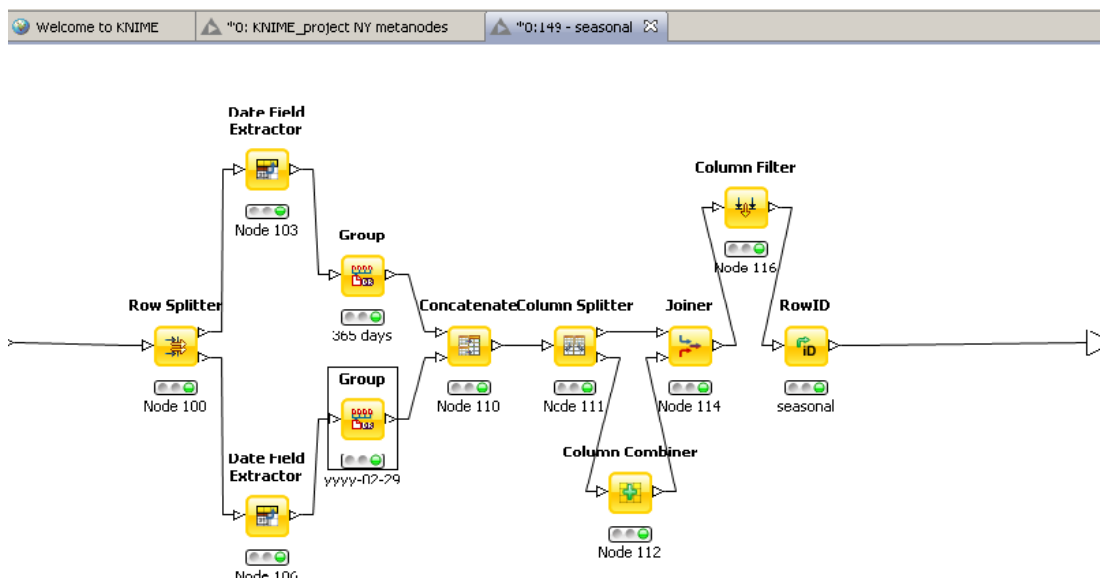 Welcome to KNIME
*0: KNIME_project NY metanodes
*0:149 - seasonal
Date Field
Extractor
Node 103
Group
365 days
Row Splitter
Node 100
Group
yyyy-02-29
Date Field
Extractor
Node 106
Concatenate
Node 110
Column Splitter
Node 111
Column Combiner
Node 112
Joiner
Node 114
Column Filter
Node 116
RowID
seasonal